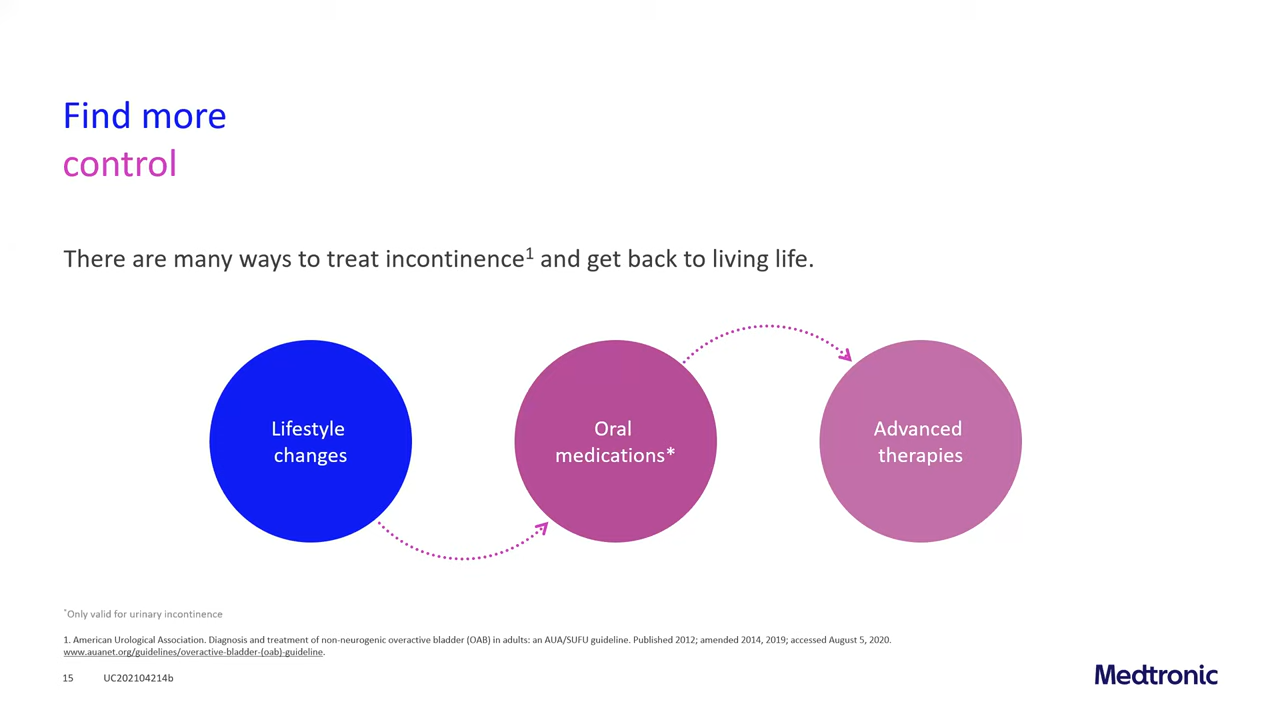 Find more
control
There are many ways to treat incontinence¹ and get back to living life.
Lifestyle
changes
Oral
medications*
Advanced
therapies
*Only valid for urinary incontinence
1. American Urological Association. Diagnosis and treatment of non-neurogenic overactive bladder (OAB) in adults: an AUA/SUFU guideline. Published 2012; amended 2014, 2019; accessed August 5, 2020.
www.auanet.org/guidelines/overactive-bladder-(oab)-guideline.
15 UC202104214b
Medtronic